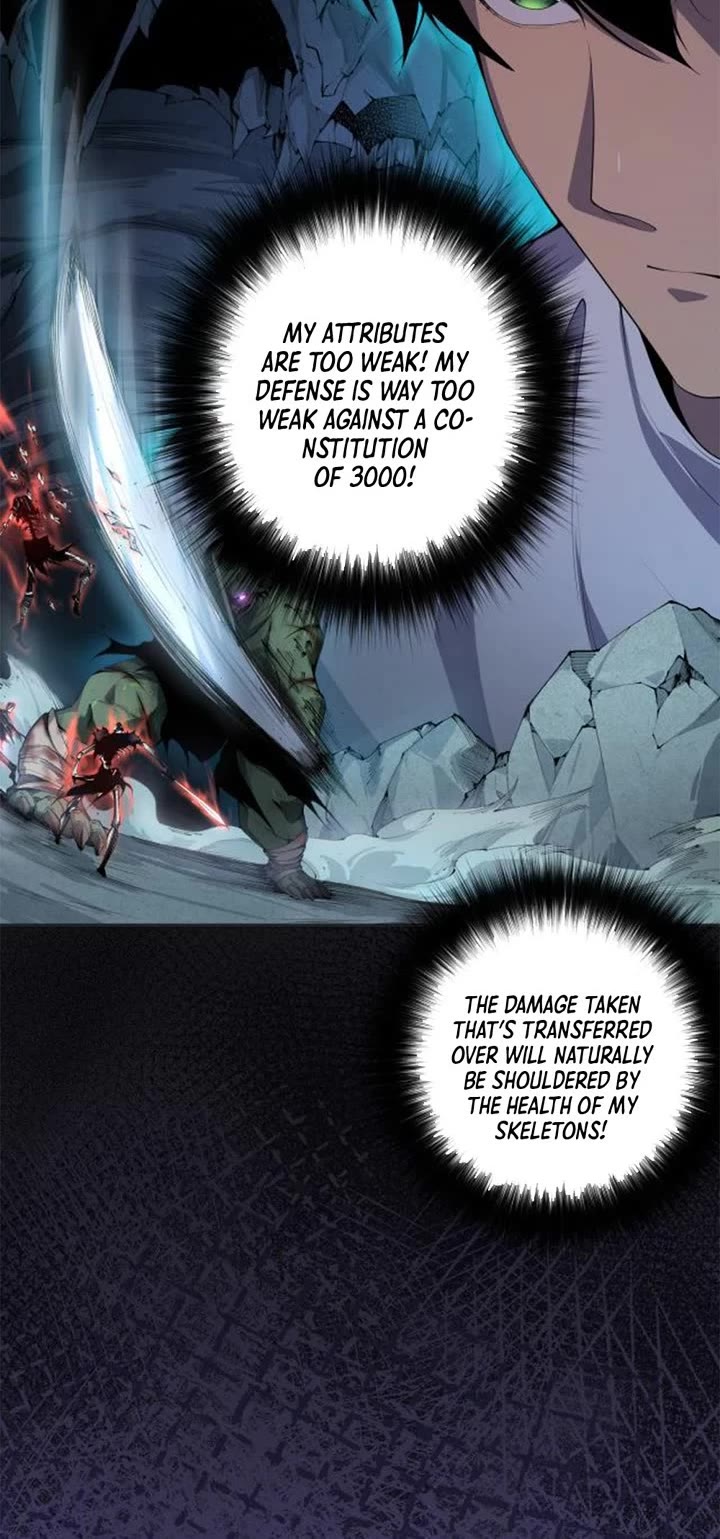 MY ATTRIBUTES
ARE TOO WEAK! MY
DEFENSE IS WAY TOO
WEAK AGAINST A CO-
NSTITUTION
OF 3000!
THE DAMAGE TAKEN
THAT'S TRANSFERRED
OVER WILL NATURALLY
BE SHOULDERED BY
THE HEALTH OF MY
SKELETONS!